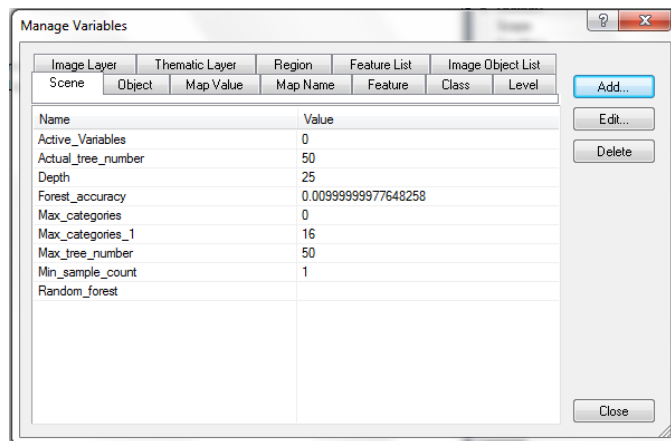 Manage Variables
Image Layer Thematic Layer Region Feature List Image Object List
Scene Object Map Value Map Name Feature Class Level
Add...
Name Value
Edit...
Active_Variables 0
Actual_tree_number 50
Delete
Depth 25
Forest_accuracy 0.00999999977648258
Max_categories 0
Max_categories_1 16
Max_tree_number 50
Min_sample_count 1
Random_forest
Close